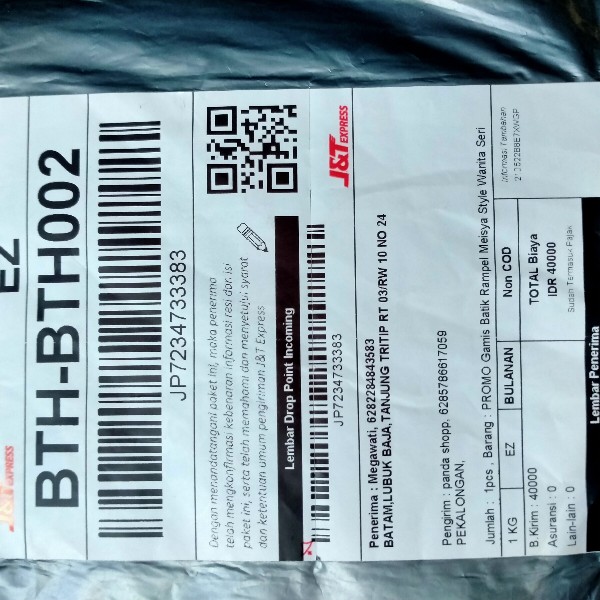 EZ
J&T EXPRESS
BTH-BTH002
JP7234733383
Dengan menandatangani paket ini, maka penerima
telah mengkonfirmasi kebenaran informasi resi dan isi
paket ini, serta telah memahami dan menyetujui syarat
dan ketentuan umum pengiriman J&T Express
Lembar Drop Point Incoming
J&T EXPRESS
JP7234733383
Penerima : Megawati, 6282284843583
BATAM,LUBUK BAJA,TANJUNG TRITIP RT 03/RW 10 NO 24
Pengirim : panda shopp, 6285786617059
PEKALONGAN,
Jumlah : 1pcs , Barang : PROMO Gamis Batik Rampel Meisya Style Wanita Seri
1 KG EZ BULANAN Non COD
B. Kirim : 40000
Asuransi : 0
Lain-lain : 0
TOTAL Biaya
IDR 40000
Sudah Termasuk Pajak
Informasi Tambahan
Lembar Penerima